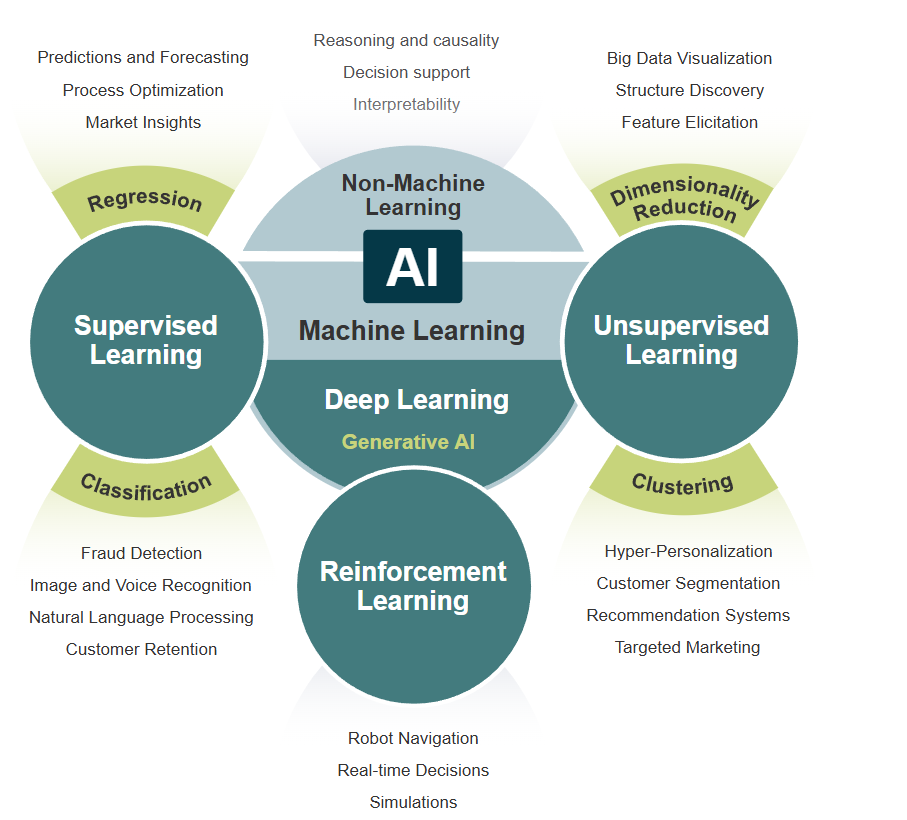 Predictions and Forecasting
Process Optimization
Market Insights
Regression
Supervised
Learning
Classification
Fraud Detection
Image and Voice Recognition
Natural Language Processing
Customer Retention
Reasoning and causality
Decision support
Interpretability
Non-Machine
Learning
AI
Machine Learning
Deep Learning
Generative AI
Reinforcement
Learning
Robot Navigation
Real-time Decisions
Simulations
Big Data Visualization
Structure Discovery
Feature Elicitation
Dimensionality
Reduction
Unsupervised
Learning
Clustering
Hyper-Personalization
Customer Segmentation
Recommendation Systems
Targeted Marketing